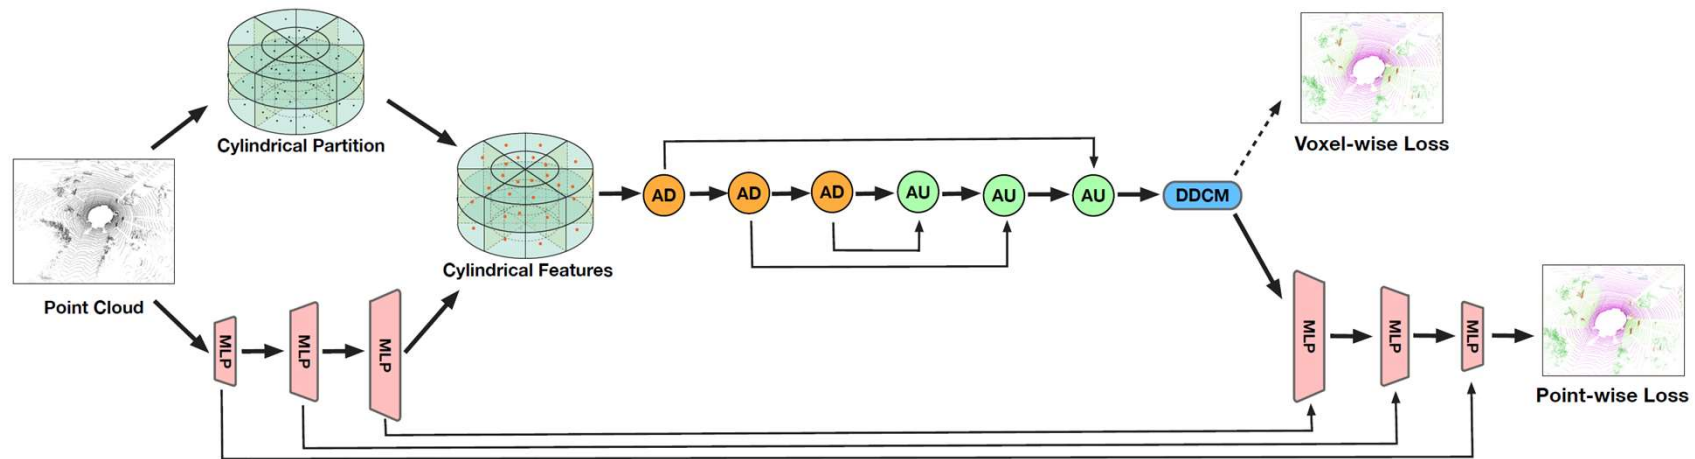 Cylindrical Partition
Point Cloud
MLP
MLP
MLP
Cylindrical Features
AD
AD
AD
AU
AU
AU
DDCM
Voxel-wise Loss
MLP
MLP
MLP
Point-wise Loss